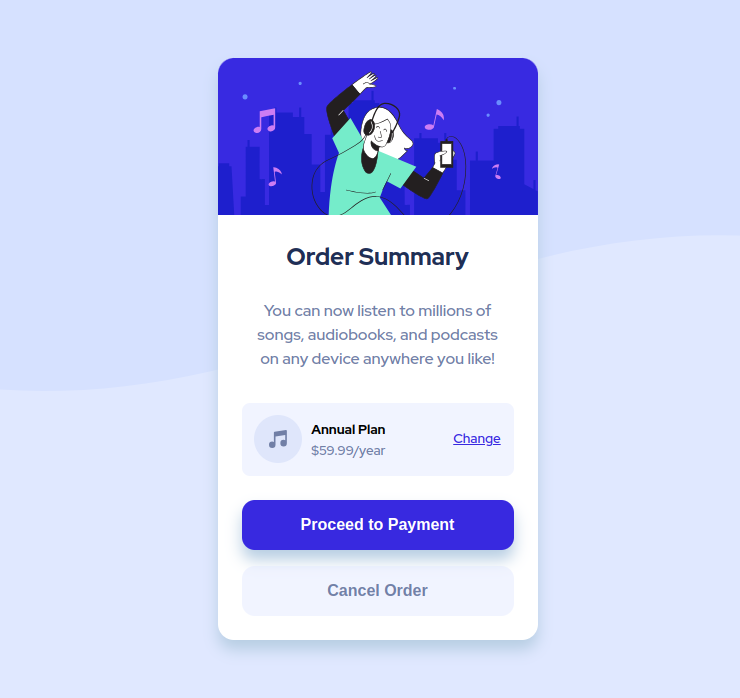 Order Summary
You can now listen to millions of
songs, audiobooks, and podcasts
on any device anywhere you like!
Annual Plan
$59.99/year
Change
Proceed to Payment
Cancel Order